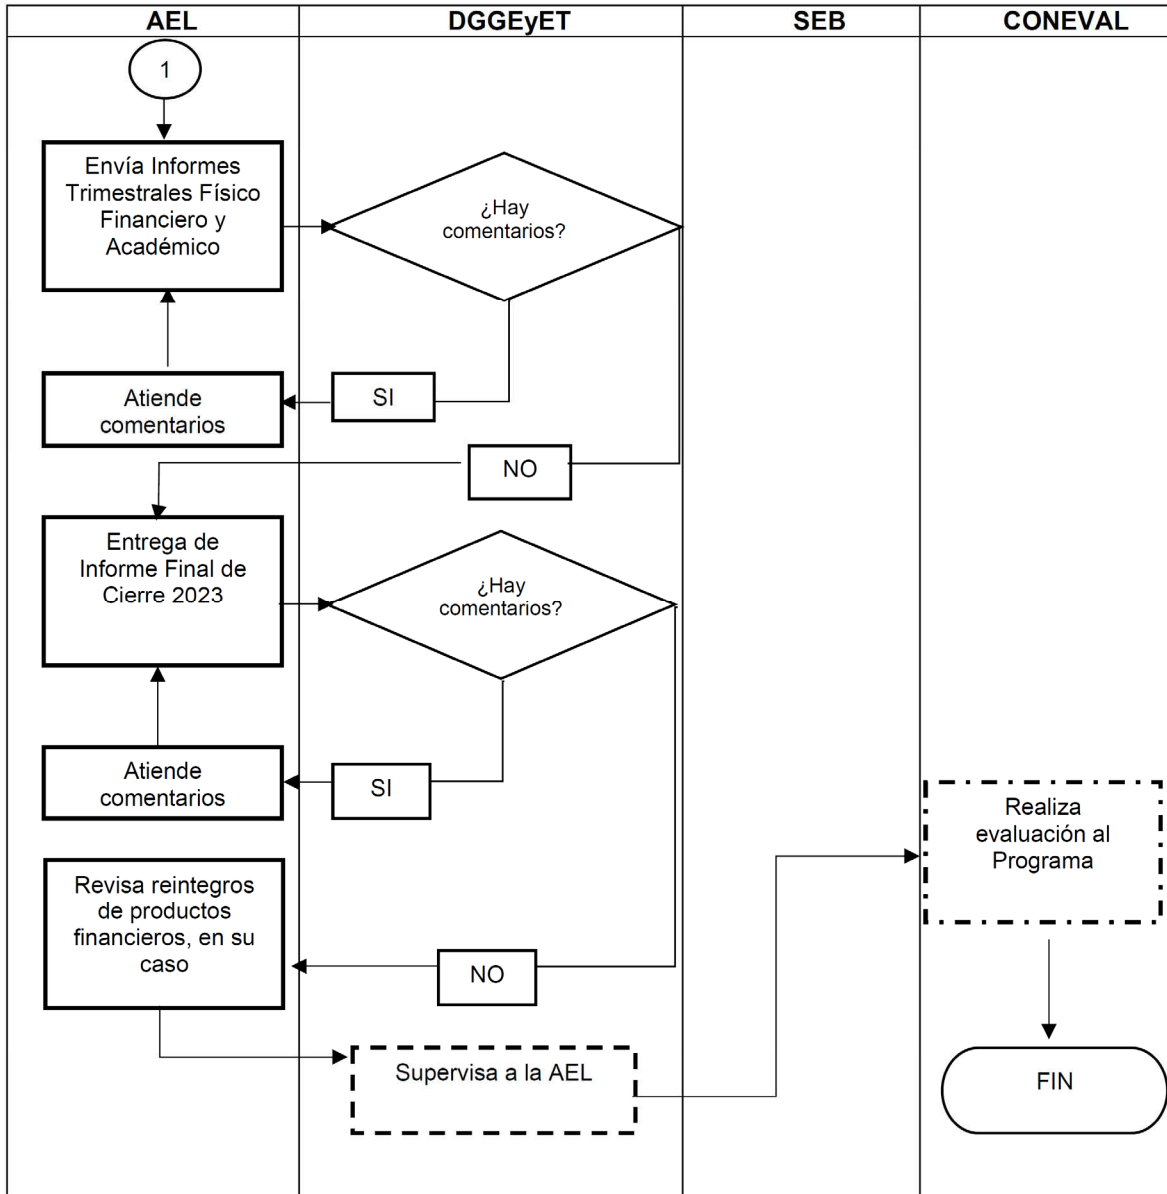 AEL DGGEyET SEB CONEVAL
1
Envía Informes
Trimestrales Físico
Financiero y
Académico
¿Hay
comentarios?
Atiende
comentarios
SI
NO
Entrega de
Informe Final de
Cierre 2023
¿Hay
comentarios?
Atiende
comentarios
SI
Realiza
evaluación al
Programa
Revisa reintegros
de productos
financieros, en su
caso
NO
Supervisa a la AEL
FIN